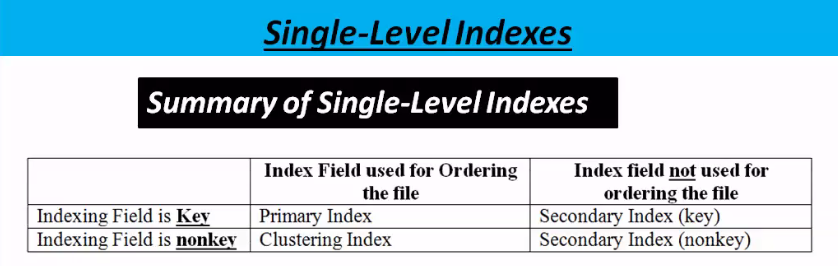 Single-Level Indexes
Summary of Single-Level Indexes
Index Field used for Ordering the file
Index field not used for ordering the file
Indexing Field is Key
Primary Index
Secondary Index (key)
Indexing Field is nonkey
Clustering Index
Secondary Index (nonkey)